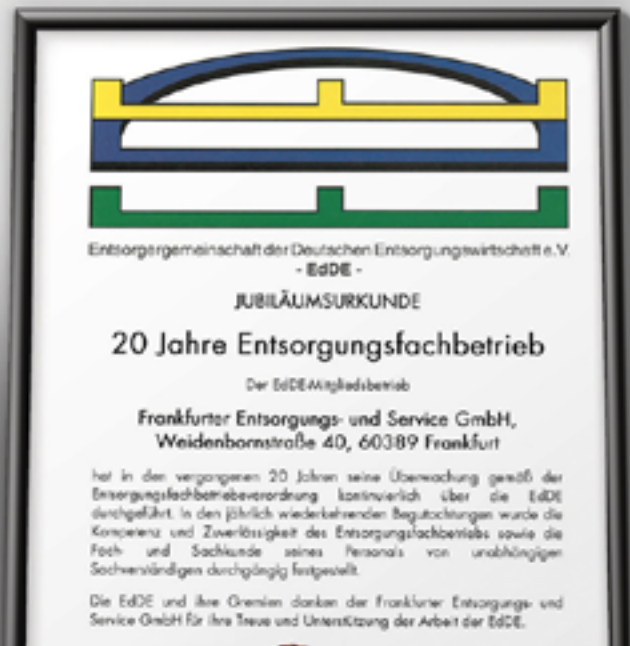 Entsorgergemeinschaft der Deutschen Entsorgungswirtschaft e.V.
- EdDE -
JUBILÄUMSURKUNDE
20 Jahre Entsorgungsfachbetrieb
Der EdDE-Mitgliedsbetrieb
Frankfurter Entsorgungs- und Service GmbH,
Weidenbornstraße 40, 60389 Frankfurt
hat in den vergangenen 20 Jahren seine Überwachung gemäß der
Entsorgungsfachbetriebeverordnung kontinuierlich über die EdDE
durchgeführt. In den jährlich wiederkehrenden Begutachtungen wurde die
Kompetenz und Zuverlässigkeit des Entsorgungsfachbetriebs sowie die
Fach- und Sachkunde seines Personals von unabhängigen
Sachverständigen durchgängig festgestellt.
Die EdDE und ihre Gremien danken der Frankfurter Entsorgungs- und
Service GmbH für ihre Treue und Unterstützung der Arbeit der EdDE.